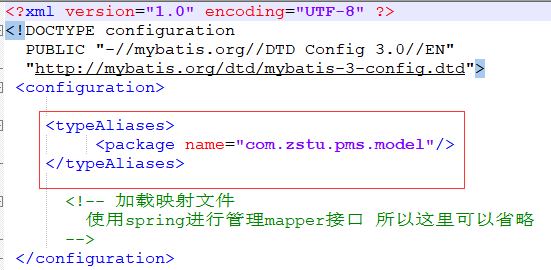 <?xml version="1.0" encoding="UTF-8" ?>
<!DOCTYPE configuration
PUBLIC "-//mybatis.org//DTD Config 3.0//EN"
"http://mybatis.org/dtd/mybatis-3-config.dtd">
<configuration>
<typeAliases>
<package name="com.zstu.pms.model"/>
</typeAliases>
<!-- 加载映射文件
使用spring进行管理mapper接口 所以这里可以省略
-->
</configuration>